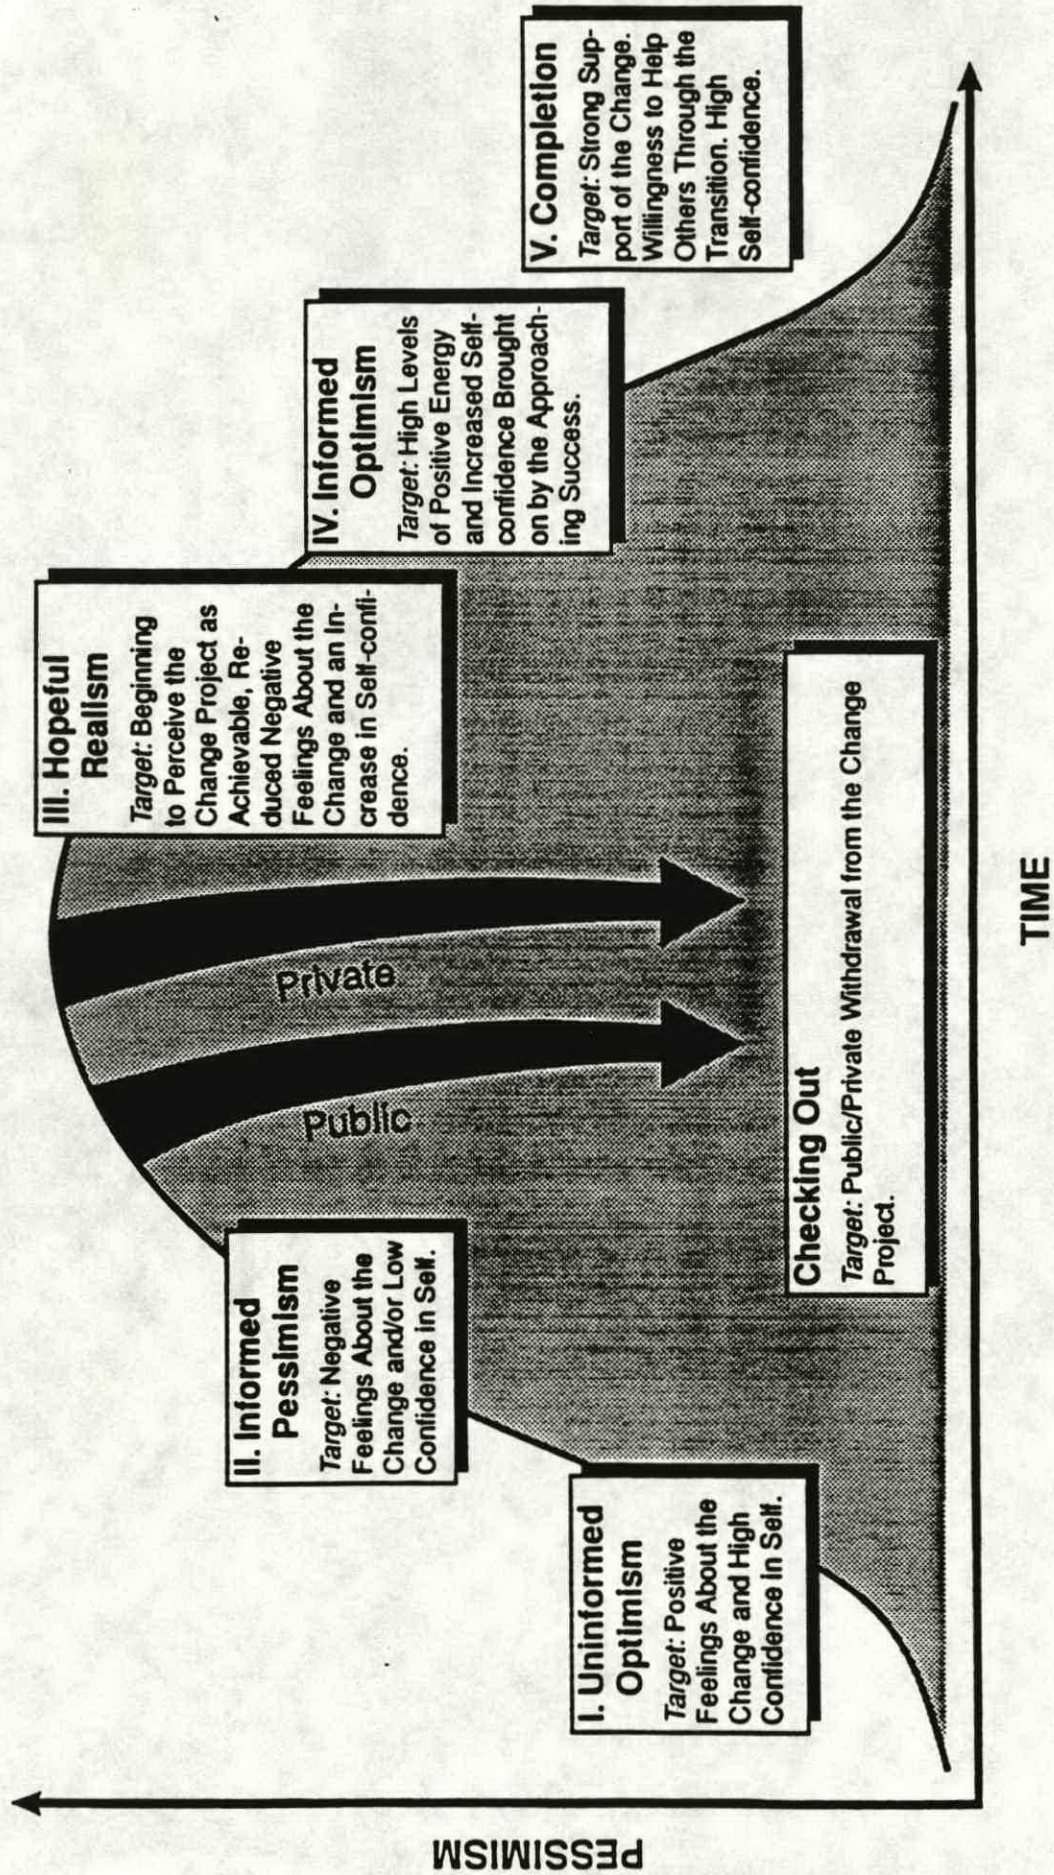 PESSIMISM
I. Uninformed
Optimism
Target: Positive
Feelings About the
Change and High
Confidence in Self.
II. Informed
Pessimism
Target: Negative
Feelings About the
Change and/or Low
Confidence in Self.
Public
Private
III. Hopeful
Realism
Target: Beginning
to Perceive the
Change Project as
Achievable, Re-
duced Negative
Feelings About the
Change and an In-
crease in Self-confi-
dence.
IV. Informed
Optimism
Target: High Levels
of Positive Energy
and Increased Self-
confidence Brought
on by the Approach-
ing Success.
V. Completion
Target: Strong Sup-
port of the Change.
Willingness to Help
Others Through the
Transition. High
Self-confidence.
Checking Out
Target: Public/Private Withdrawal from the Change
Project.
TIME